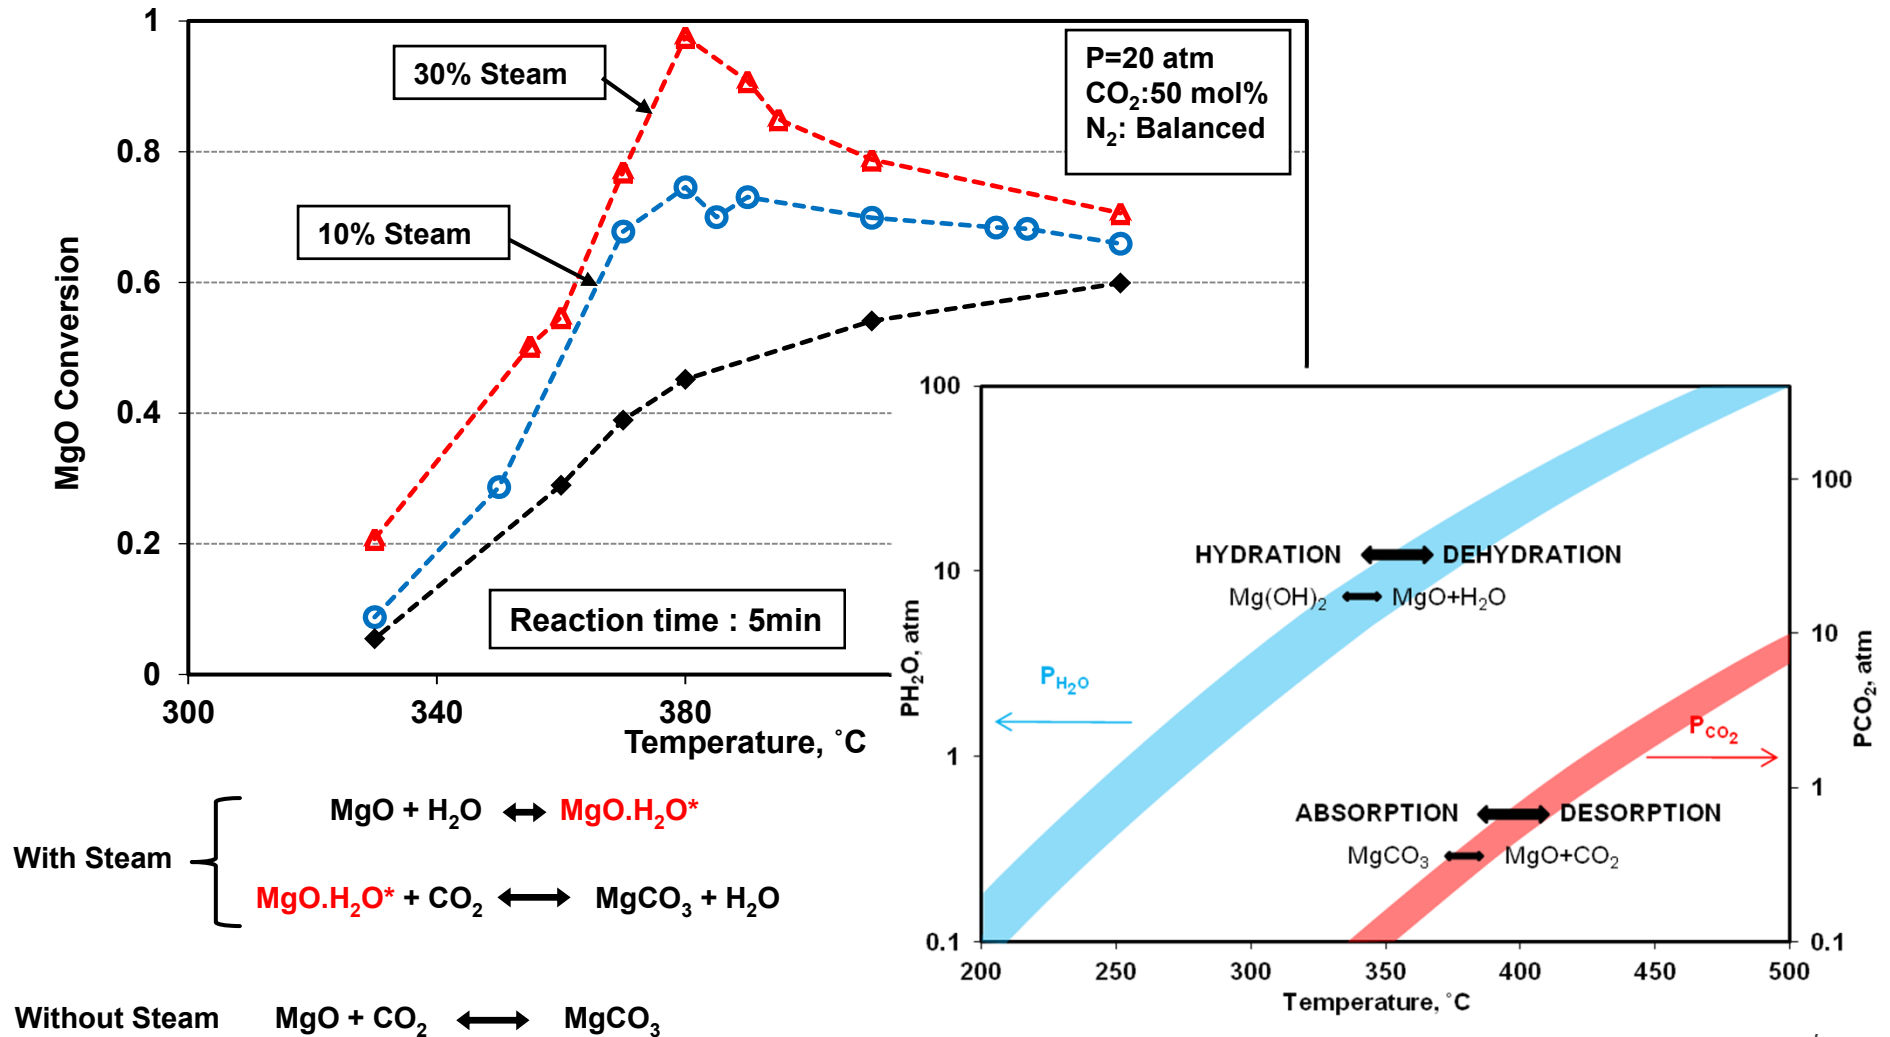 1
0.8
0.6
0.4
0.2
0
MgO Conversion
30% Steam
10% Steam
P=20 atm
CO₂:50 mol%
N₂: Balanced
Reaction time : 5min
300 340 380
Temperature, ˚C
100
10
1
0.1
PH₂O, atm
HYDRATION DEHYDRATION
Mg(OH)₂ MgO+H₂O
P H₂O
P CO₂
ABSORPTION DESORPTION
MgCO₃ MgO+CO₂
100
10
1
0.1
PCO₂, atm
200 250 300 350 400 450 500
Temperature, ˚C
With Steam
MgO + H₂O ↔ MgO.H₂O*
MgO.H₂O* + CO₂ ↔ MgCO₃ + H₂O
Without Steam MgO + CO₂ ↔ MgCO₃